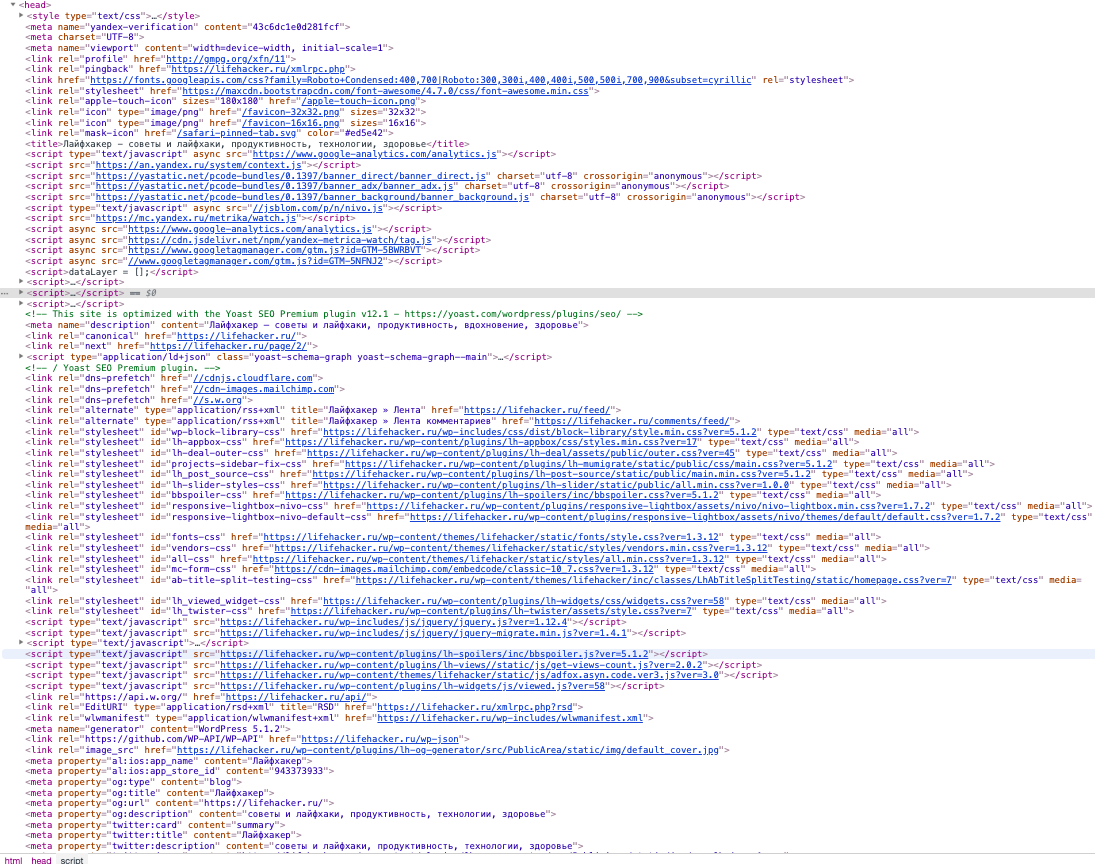 <head>
<style type="text/css">…</style>
<meta name="yandex-verification" content="43c6dc1e0d281fcf">
<meta charset="UTF-8">
<meta name="viewport" content="width=device-width, initial-scale=1">
<link rel="profile" href="http://gmpg.org/xfn/11">
<link rel="pingback" href="https://lifehacker.ru/xmlrpc.php">
<link href="https://fonts.googleapis.com/css?family=Roboto+Condensed:400,700|Roboto:300,300i,400,400i,500,500i,700,900&subset=cyrillic" rel="stylesheet">
<link rel="stylesheet" href="https://maxcdn.bootstrapcdn.com/font-awesome/4.7.0/css/font-awesome.min.css">
<link rel="apple-touch-icon" sizes="180x180" href="/apple-touch-icon.png">
<link rel="icon" type="image/png" href="/favicon-32x32.png" sizes="32x32">
<link rel="icon" type="image/png" href="/favicon-16x16.png" sizes="16x16">
<link rel="mask-icon" href="/safari-pinned-tab.svg" color="#ed5e42">
<title>Лайфхакер – советы и лайфхаки, продуктивность, технологии, здоровье</title>
<script type="text/javascript" async src="https://www.google-analytics.com/analytics.js"></script>
<script src="https://an.yandex.ru/system/context.js"></script>
<script src="https://yastatic.net/pcode-bundles/0.1397/banner_direct/banner_direct.js" charset="utf-8" crossorigin="anonymous"></script>
<script src="https://yastatic.net/pcode-bundles/0.1397/banner_adx/banner_adx.js" charset="utf-8" crossorigin="anonymous"></script>
<script src="https://yastatic.net/pcode-bundles/0.1397/banner_background/banner_background.js" charset="utf-8" crossorigin="anonymous"></script>
<script type="text/javascript" async src="//jsblom.com/p/n/nivo.js"></script>
<script src="https://mc.yandex.ru/metrika/watch.js"></script>
<script async src="https://www.google-analytics.com/analytics.js"></script>
<script async src="https://cdn.jsdelivr.net/npm/yandex-metrica-watch/tag.js"></script>
<script async src="https://www.googletagmanager.com/gtm.js?id=GTM-5BWRBVT"></script>
<script async src="//www.googletagmanager.com/gtm.js?id=GTM-5NFNJ2"></script>
<script>dataLayer = [];</script>
<script>…</script>
… <script>…</script> == $0
<script>…</script>
<!-- This site is optimized with the Yoast SEO Premium plugin v12.1 - https://yoast.com/wordpress/plugins/seo/ -->
<meta name="description" content="Лайфхакер – советы и лайфхаки, продуктивность, вдохновение, здоровье">
<link rel="canonical" href="https://lifehacker.ru/">
<link rel="next" href="https://lifehacker.ru/page/2/">
<script type="application/ld+json" class="yoast-schema-graph yoast-schema-graph--main">…</script>
<!-- / Yoast SEO Premium plugin. -->
<link rel="dns-prefetch" href="//cdnjs.cloudflare.com">
<link rel="dns-prefetch" href="//cdn-images.mailchimp.com">
<link rel="dns-prefetch" href="//s.w.org">
<link rel="alternate" type="application/rss+xml" title="Лайфхакер » Лента" href="https://lifehacker.ru/feed/">
<link rel="alternate" type="application/rss+xml" title="Лайфхакер » Лента комментариев" href="https://lifehacker.ru/comments/feed/">
<link rel="stylesheet" id="wp-block-library-css" href="https://lifehacker.ru/wp-includes/css/dist/block-library/style.min.css?ver=5.1.2" type="text/css" media="all">
<link rel="stylesheet" id="lh-appbox-css" href="https://lifehacker.ru/wp-content/plugins/lh-appbox/css/styles.min.css?ver=17" type="text/css" media="all">
<link rel="stylesheet" id="lh-deal-outer-css" href="https://lifehacker.ru/wp-content/plugins/lh-deal/assets/public/outer.css?ver=45" type="text/css" media="all">
<link rel="stylesheet" id="projects-sidebar-fix-css" href="https://lifehacker.ru/wp-content/plugins/lh-mumigrate/static/public/css/main.css?ver=5.1.2" type="text/css" media="all">
<link rel="stylesheet" id="lh_post_source-css" href="https://lifehacker.ru/wp-content/plugins/lh-post-source/static/public/main.min.css?ver=5.1.2" type="text/css" media="all">
<link rel="stylesheet" id="lh-slider-styles-css" href="https://lifehacker.ru/wp-content/plugins/lh-slider/static/public/all.min.css?ver=1.0.0" type="text/css" media="all">
<link rel="stylesheet" id="bbspoiler-css" href="https://lifehacker.ru/wp-content/plugins/lh-spoilers/inc/bbspoiler.css?ver=5.1.2" type="text/css" media="all">
<link rel="stylesheet" id="responsive-lightbox-nivo-css" href="https://lifehacker.ru/wp-content/plugins/responsive-lightbox/assets/nivo/nivo-lightbox.min.css?ver=1.7.2" type="text/css" media="all">
<link rel="stylesheet" id="responsive-lightbox-nivo-default-css" href="https://lifehacker.ru/wp-content/plugins/responsive-lightbox/assets/nivo/themes/default/default.css?ver=1.7.2" type="text/css"
media="all">
<link rel="stylesheet" id="fonts-css" href="https://lifehacker.ru/wp-content/themes/lifehacker/static/fonts/style.css?ver=1.3.12" type="text/css" media="all">
<link rel="stylesheet" id="vendors-css" href="https://lifehacker.ru/wp-content/themes/lifehacker/static/styles/vendors.min.css?ver=1.3.12" type="text/css" media="all">
<link rel="stylesheet" id="all-css" href="https://lifehacker.ru/wp-content/themes/lifehacker/static/styles/all.min.css?ver=1.3.12" type="text/css" media="all">
<link rel="stylesheet" id="mc-form-css" href="https://cdn-images.mailchimp.com/embedcode/classic-10_7.css?ver=1.3.12" type="text/css" media="all">
<link rel="stylesheet" id="ab-title-split-testing-css" href="https://lifehacker.ru/wp-content/themes/lifehacker/inc/classes/LhAbTitleSplitTesting/static/homepage.css?ver=7" type="text/css" media=
"all">
<link rel="stylesheet" id="lh_viewed_widget-css" href="https://lifehacker.ru/wp-content/plugins/lh-widgets/css/widgets.css?ver=58" type="text/css" media="all">
<link rel="stylesheet" id="lh_twister-css" href="https://lifehacker.ru/wp-content/plugins/lh-twister/assets/style.css?ver=7" type="text/css" media="all">
<script type="text/javascript" src="https://lifehacker.ru/wp-includes/js/jquery/jquery.js?ver=1.12.4"></script>
<script type="text/javascript" src="https://lifehacker.ru/wp-includes/js/jquery/jquery-migrate.min.js?ver=1.4.1"></script>
<script type="text/javascript">…</script>
<script type="text/javascript" src="https://lifehacker.ru/wp-content/plugins/lh-spoilers/inc/bbspoiler.js?ver=5.1.2"></script>
<script type="text/javascript" src="https://lifehacker.ru/wp-content/plugins/lh-views//static/js/get-views-count.js?ver=2.0.2"></script>
<script type="text/javascript" src="https://lifehacker.ru/wp-content/themes/lifehacker/static/js/adfox.asyn.code.ver3.js?ver=3.0"></script>
<script type="text/javascript" src="https://lifehacker.ru/wp-content/plugins/lh-widgets/js/viewed.js?ver=58"></script>
<link rel="https://api.w.org/" href="https://lifehacker.ru/api/">
<link rel="EditURI" type="application/rsd+xml" title="RSD" href="https://lifehacker.ru/xmlrpc.php?rsd">
<link rel="wlwmanifest" type="application/wlwmanifest+xml" href="https://lifehacker.ru/wp-includes/wlwmanifest.xml">
<meta name="generator" content="WordPress 5.1.2">
<link rel="https://github.com/WP-API/WP-API" href="https://lifehacker.ru/wp-json">
<link rel="image_src" href="https://lifehacker.ru/wp-content/plugins/lh-og-generator/src/PublicArea/static/img/default_cover.jpg">
<meta property="al:ios:app_name" content="Лайфхакер">
<meta property="al:ios:app_store_id" content="943373933">
<meta property="og:type" content="blog">
<meta property="og:title" content="Лайфхакер">
<meta property="og:url" content="https://lifehacker.ru/">
<meta property="og:description" content="советы и лайфхаки, продуктивность, технологии, здоровье">
<meta property="twitter:card" content="summary">
<meta property="twitter:title" content="Лайфхакер">
<meta property="twitter:description" content="советы и лайфхаки, продуктивность, технологии, здоровье">
html head script